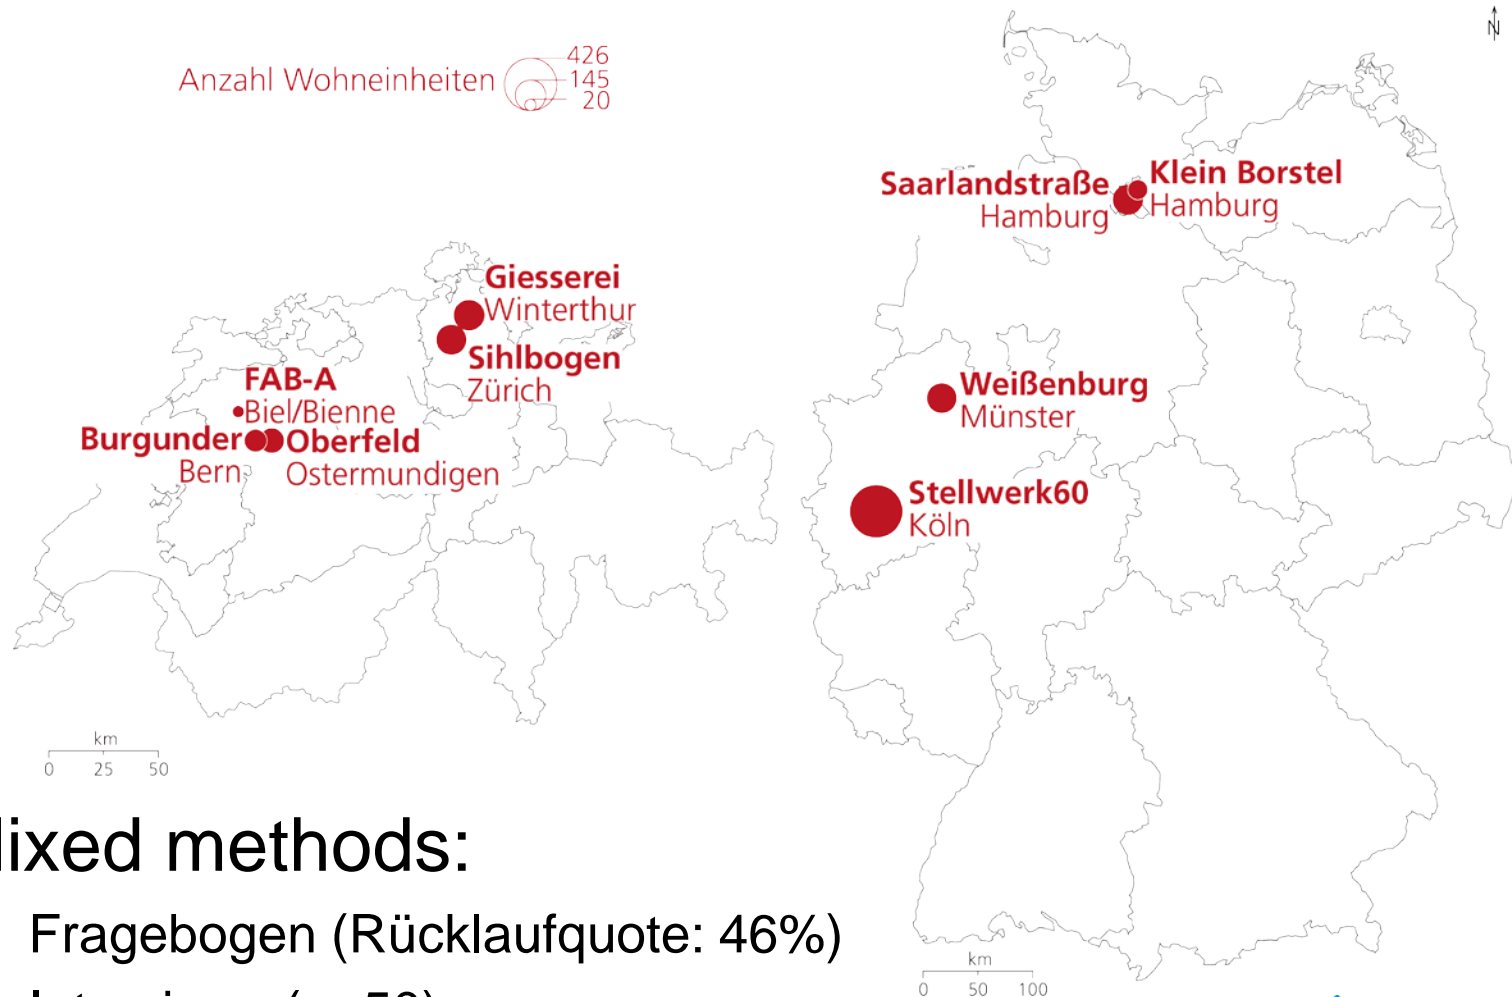 Anzahl Wohneinheiten
426
145
20
N
Saarlandstraße
Hamburg
Klein Borstel
Hamburg
Giesserei
Winterthur
Sihlbogen
Zürich
FAB-A
Biel/Bienne
Burgunder
Bern
Oberfeld
Ostermundigen
Weißenburg
Münster
Stellwerk60
Köln
km
0 25 50
ixed methods:
Fragebogen (Rücklaufquote: 46%)
km
0 50 100